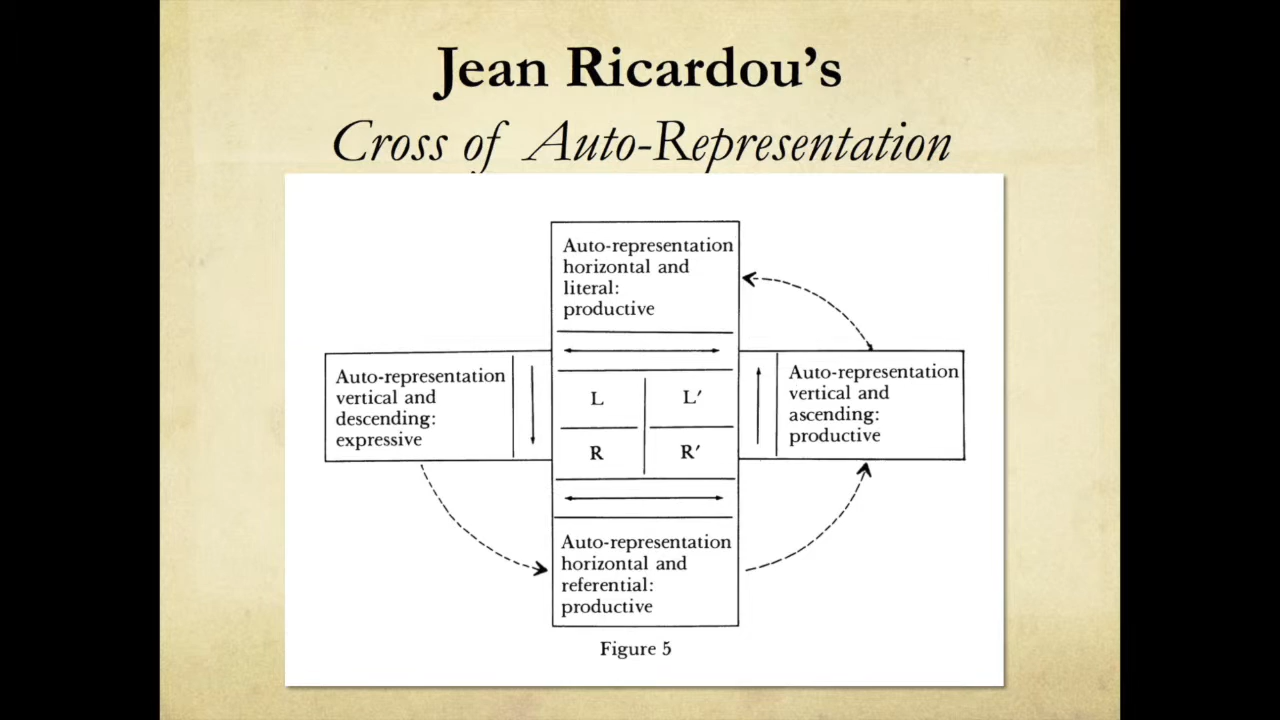 Jean Ricardou's
Cross of Auto-Representation
Auto-representation
horizontal and
literal:
productive
Auto-representation
vertical and
descending:
expressive
L
L′
R
R′
Auto-representation
vertical and
ascending:
productive
Auto-representation
horizontal and
referential:
productive
Figure 5